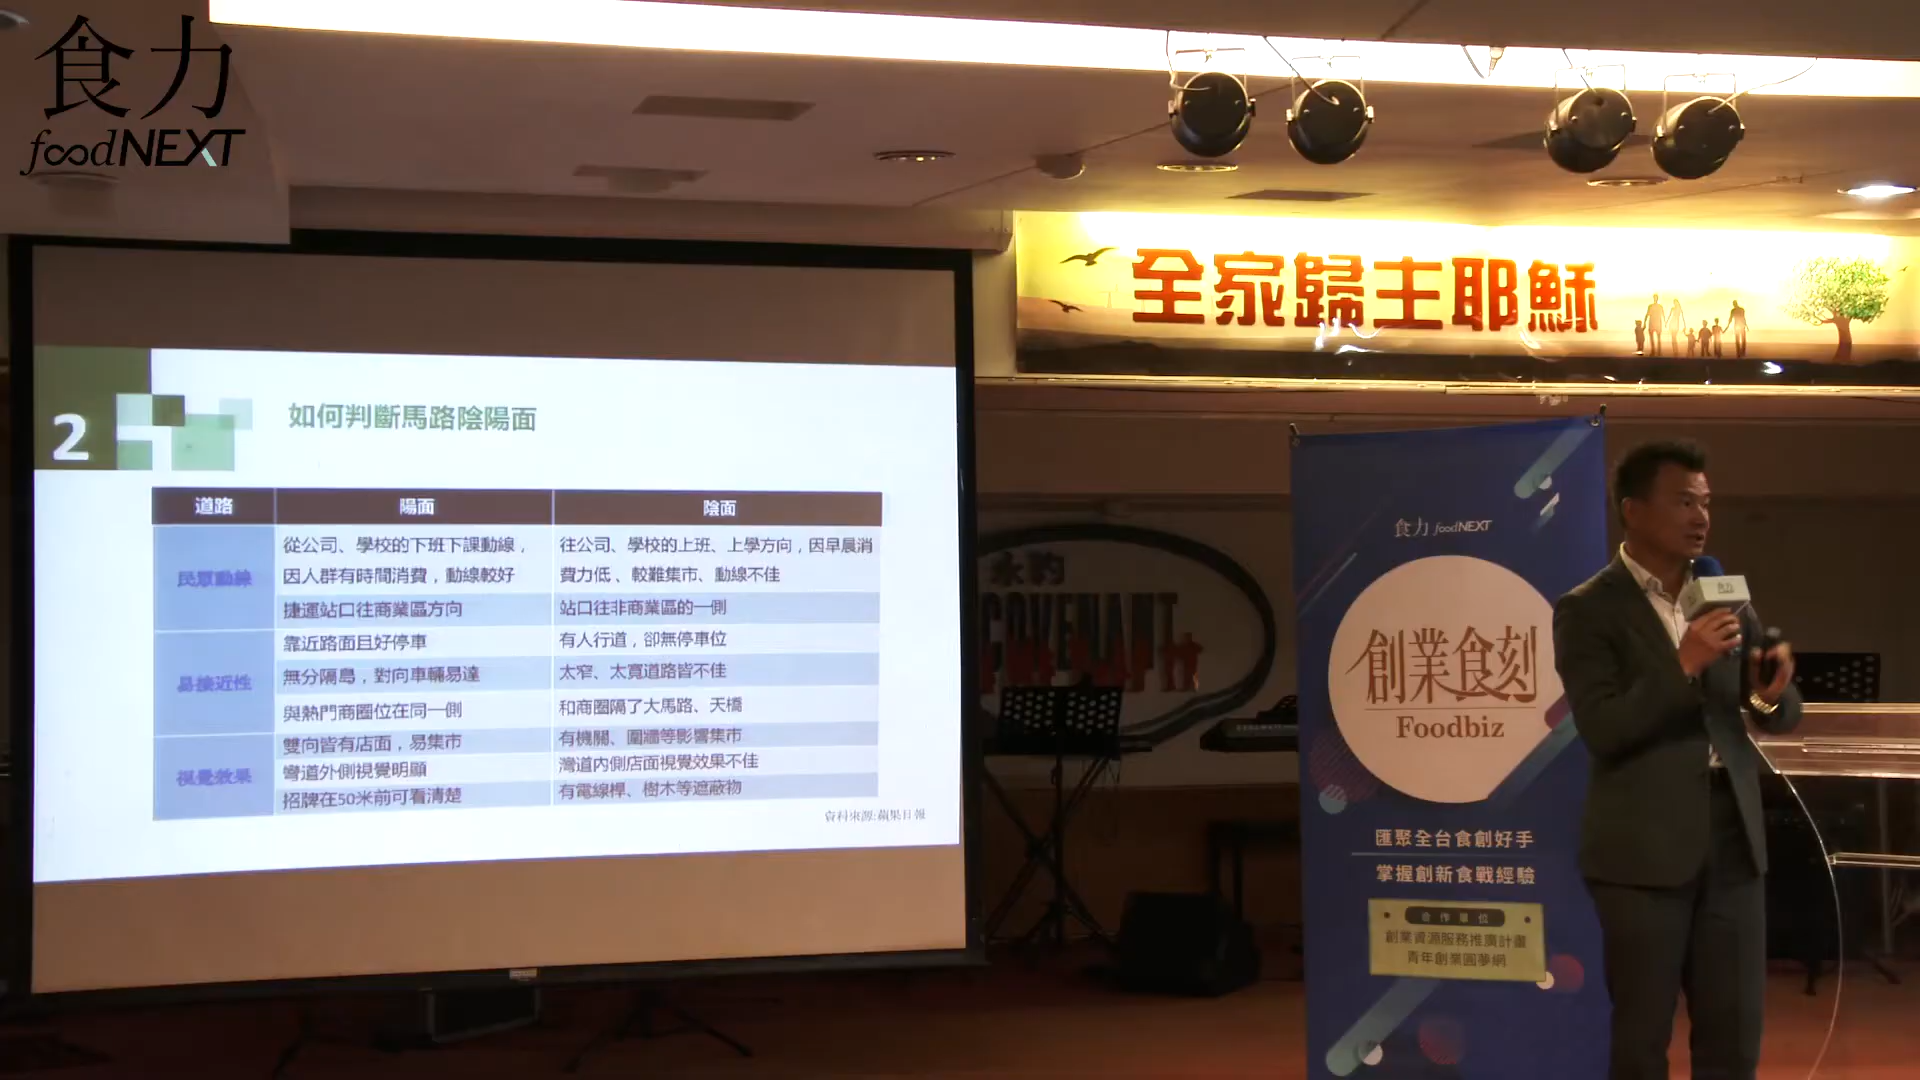 食力
foodNEXT
全家歸主耶穌
2
如何判斷馬路陰陽面
道路 陽面 陰面
民眾動線
從公司、學校的下班下課動線，
因人群有時間消費，動線較好
往公司、學校的上班、上學方向，因早晨消
費力低、較難集市、動線不佳
捷運站口往商業區方向
站口往非商業區的一側
易接近性
靠近路面且好停車
有人行道，卻無停車位
無分隔島，對向車輛易達
太窄、太寬道路皆不佳
與熱門商圈位在同一側
和商圈隔了大馬路、天橋
視覺效果
雙向皆有店面，易集市
有機關、圍牆等影響集市
彎道外側視覺明顯
灣道內側店面視覺效果不佳
招牌在50米前可看清楚
有電線桿、樹木等遮蔽物
資料來源:蘋果日報
永約
COVENANT
食力 foodNEXT
創業食刻
Foodbiz
匯聚全台食創好手
掌握創新食戰經驗
合作單位
創業資源服務推廣計畫
青年創業圓夢網
食力